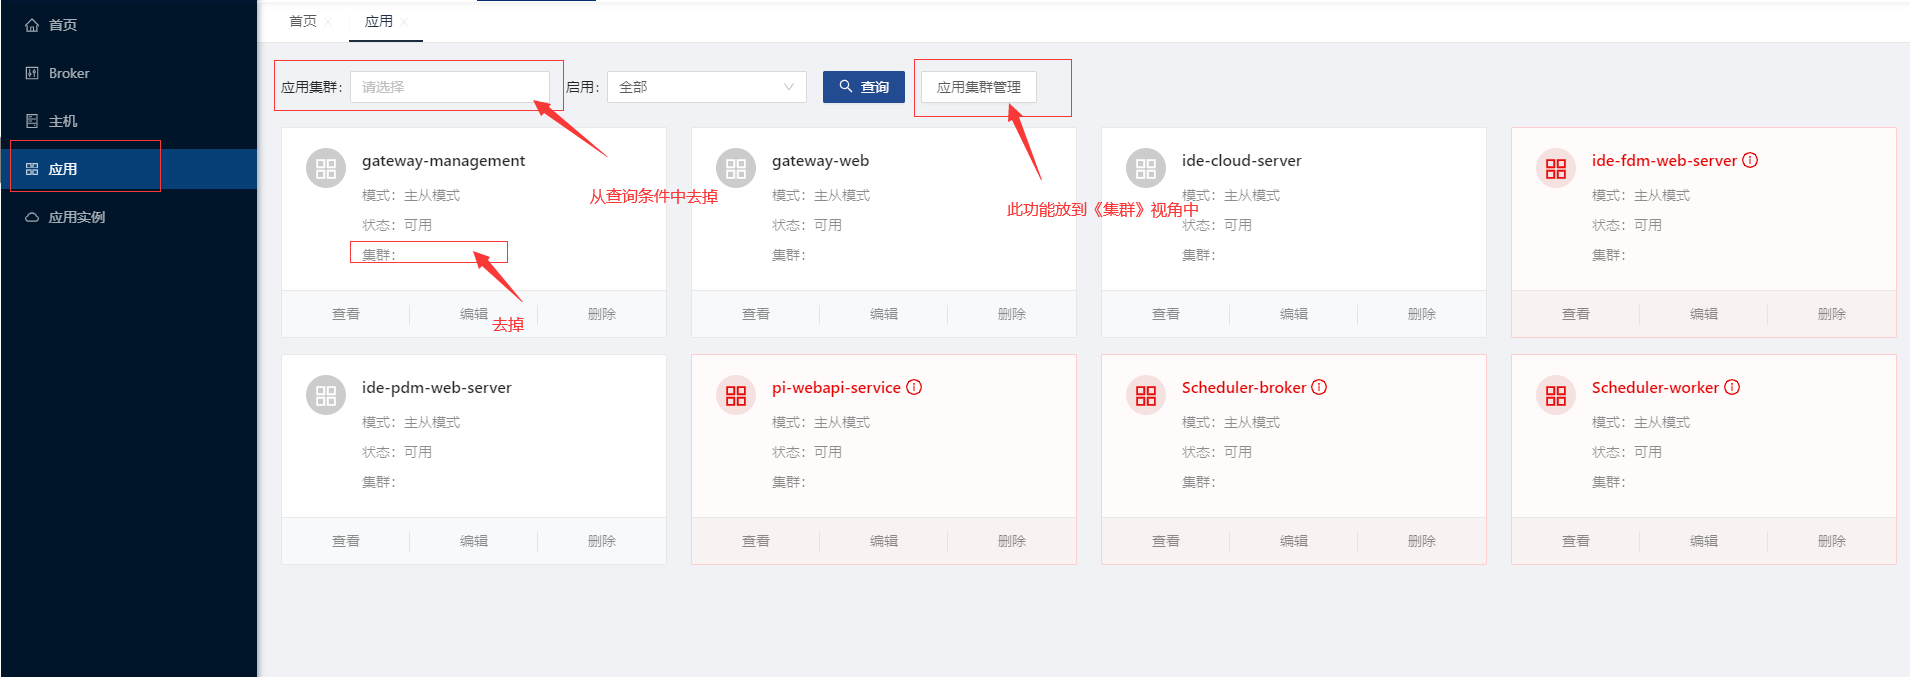 首页
Broker
主机
应用
应用实例
首页 ×
应用 ×
应用集群： 请选择
启用： 全部
查询
应用集群管理
从查询条件中去掉
此功能放到《集群》视角中
gateway-management
模式：主从模式
状态：可用
集群：
去掉
查看 编辑 删除
gateway-web
模式：主从模式
状态：可用
集群：
查看 编辑 删除
ide-cloud-server
模式：主从模式
状态：可用
集群：
查看 编辑 删除
ide-fdm-web-server
模式：主从模式
状态：可用
集群：
查看 编辑 删除
ide-pdm-web-server
模式：主从模式
状态：可用
集群：
查看 编辑 删除
pi-webapi-service
模式：主从模式
状态：可用
集群：
查看 编辑 删除
Scheduler-broker
模式：主从模式
状态：可用
集群：
查看 编辑 删除
Scheduler-worker
模式：主从模式
状态：可用
集群：
查看 编辑 删除